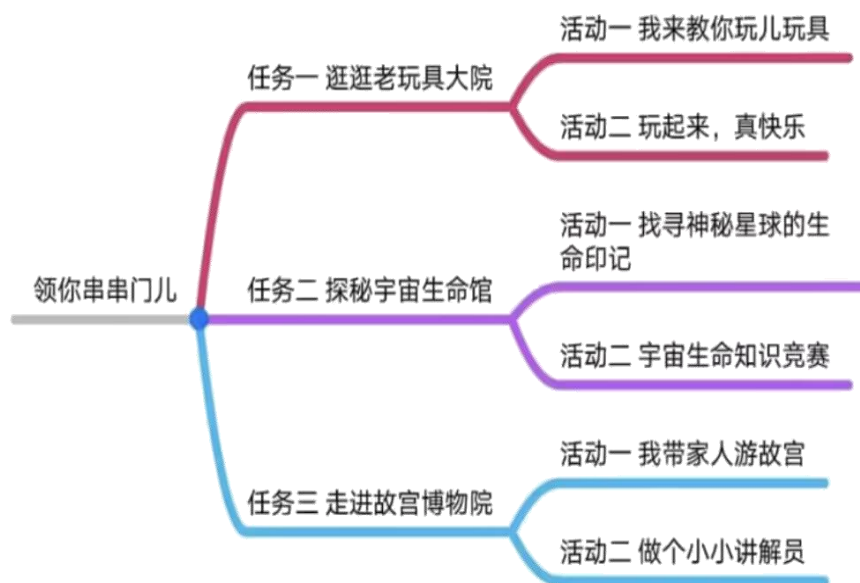 领你串串门儿
任务一 逛逛老玩具大院
活动一 我来教你玩儿玩具
活动二 玩起来，真快乐
任务二 探秘宇宙生命馆
活动一 找寻神秘星球的生
命印记
活动二 宇宙生命知识竞赛
任务三 走进故宫博物院
活动一 我带家人游故宫
活动二 做个小小讲解员